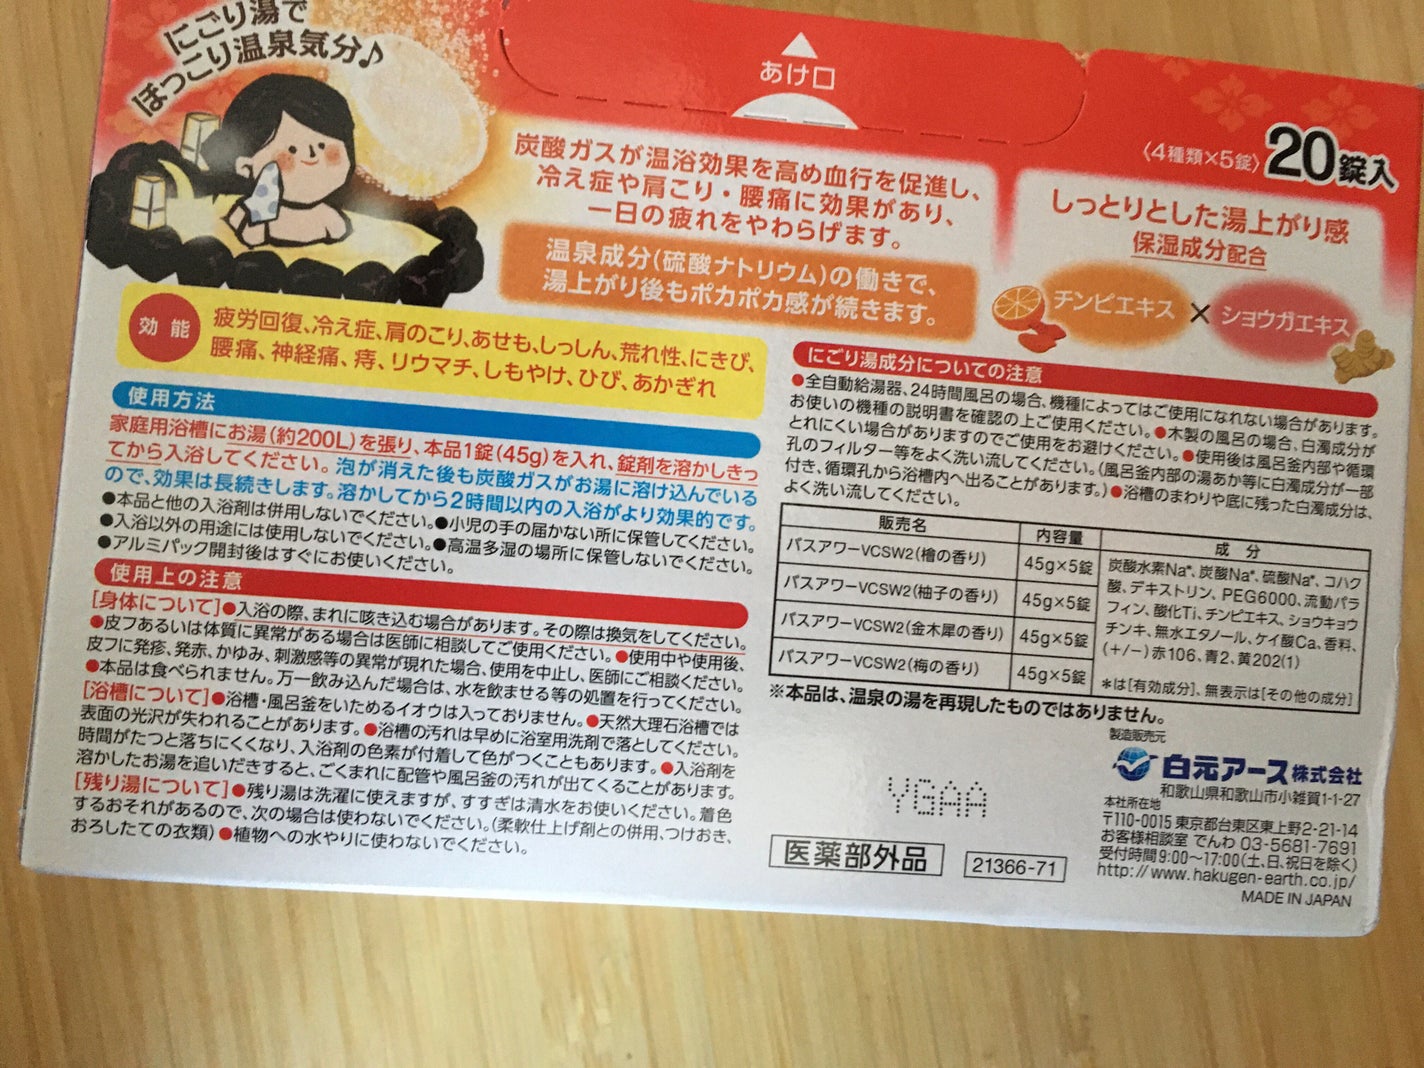 にごり湯で
ほっこり温泉気分♪
あけ口
〈4種類×5錠〉20錠入
炭酸ガスが温浴効果を高め血行を促進し、
冷え症や肩こり・腰痛に効果があり、
一日の疲れをやわらげます。
温泉成分(硫酸ナトリウム)の働きで、
湯上がり後もポカポカ感が続きます。
しっとりとした湯上がり感
保湿成分配合
チンピエキス×ショウガエキス
効能
疲労回復、冷え症、肩のこり、あせも、しっしん、荒れ性、にきび、
腰痛、神経痛、痔、リウマチ、しもやけ、ひび、あかぎれ
使用方法
家庭用浴槽にお湯(約200L)を張り、本品1錠(45g)を入れ、錠剤を溶かしきっ
てから入浴してください。泡が消えた後も炭酸ガスがお湯に溶け込んでいる
ので、効果は長続きします。溶かしてから2時間以内の入浴がより効果的です。
●本品と他の入浴剤は併用しないでください。●小児の手の届かない所に保管してください。
●入浴以外の用途には使用しないでください。●高温多湿の場所に保管しないでください。
●アルミパック開封後はすぐにお使いください。
使用上の注意
[身体について]●入浴の際、まれに咳き込む場合があります。その際は換気をしてください。
●皮フあるいは体質に異常がある場合は医師に相談してご使用ください。●使用中や使用後、
皮フに発疹、発赤、かゆみ、刺激感等の異常が現れた場合、使用を中止し、医師にご相談ください。
●本品は食べられません。万一飲み込んだ場合は、水を飲ませる等の処置を行ってください。
[浴槽について]●浴槽・風呂釜をいためるイオウは入っておりません。●天然大理石浴槽では
表面の光沢が失われることがあります。●浴槽の汚れは早めに浴室用洗剤で落としてください。
時間がたつと落ちにくくなり、入浴剤の色素が付着して色がつくこともあります。●入浴剤を
溶かしたお湯を追いだきすると、ごくまれに配管や風呂釜の汚れが出てくることがあります。
[残り湯について]●残り湯は洗濯に使えますが、すすぎは清水をお使いください。着色
するおそれがあるので、次の場合は使わないでください。(柔軟仕上げ剤との併用、つけおき、
おろしたての衣類)●植物への水やりに使わないでください。
にごり湯成分についての注意
●全自動給湯器、24時間風呂の場合、機種によってはご使用になれない場合があります。
お使いの機種の説明書を確認の上ご使用ください。●木製の風呂の場合、白濁成分が
とれにくい場合がありますのでご使用をお避けください。●使用後は風呂釜内部や循環
孔のフィルター等をよく洗い流してください。(風呂釜内部の湯あか等に白濁成分が一部
付き、循環孔から浴槽内へ出ることがあります。)●浴槽のまわりや底に残った白濁成分は、
よく洗い流してください。
販売名 内容量 成分
バスアワーVCSW2(檜の香り) 45g×5錠
バスアワーVCSW2(柚子の香り) 45g×5錠
バスアワーVCSW2(金木犀の香り) 45g×5錠
バスアワーVCSW2(梅の香り) 45g×5錠
炭酸水素Na*、炭酸Na*、硫酸Na*、コハク
酸、デキストリン、PEG6000、流動パラ
フィン、酸化Ti、チンピエキス、ショウキョウ
チンキ、無水エタノール、ケイ酸Ca、香料、
(+/−)赤106、青2、黄202(1)
*は[有効成分]、無表示は[その他の成分]
※本品は、温泉の湯を再現したものではありません。
YGAA
医薬部外品
21366-71
製造販売元
白元アース株式会社
和歌山県和歌山市小雑賀1-1-27
本社所在地
〒110-0015 東京都台東区東上野2-21-14
お客様相談室 でんわ 03-5681-7691
受付時間9:00〜17:00(土、日、祝日を除く)
http://www.hakugen-earth.co.jp/
MADE IN JAPAN